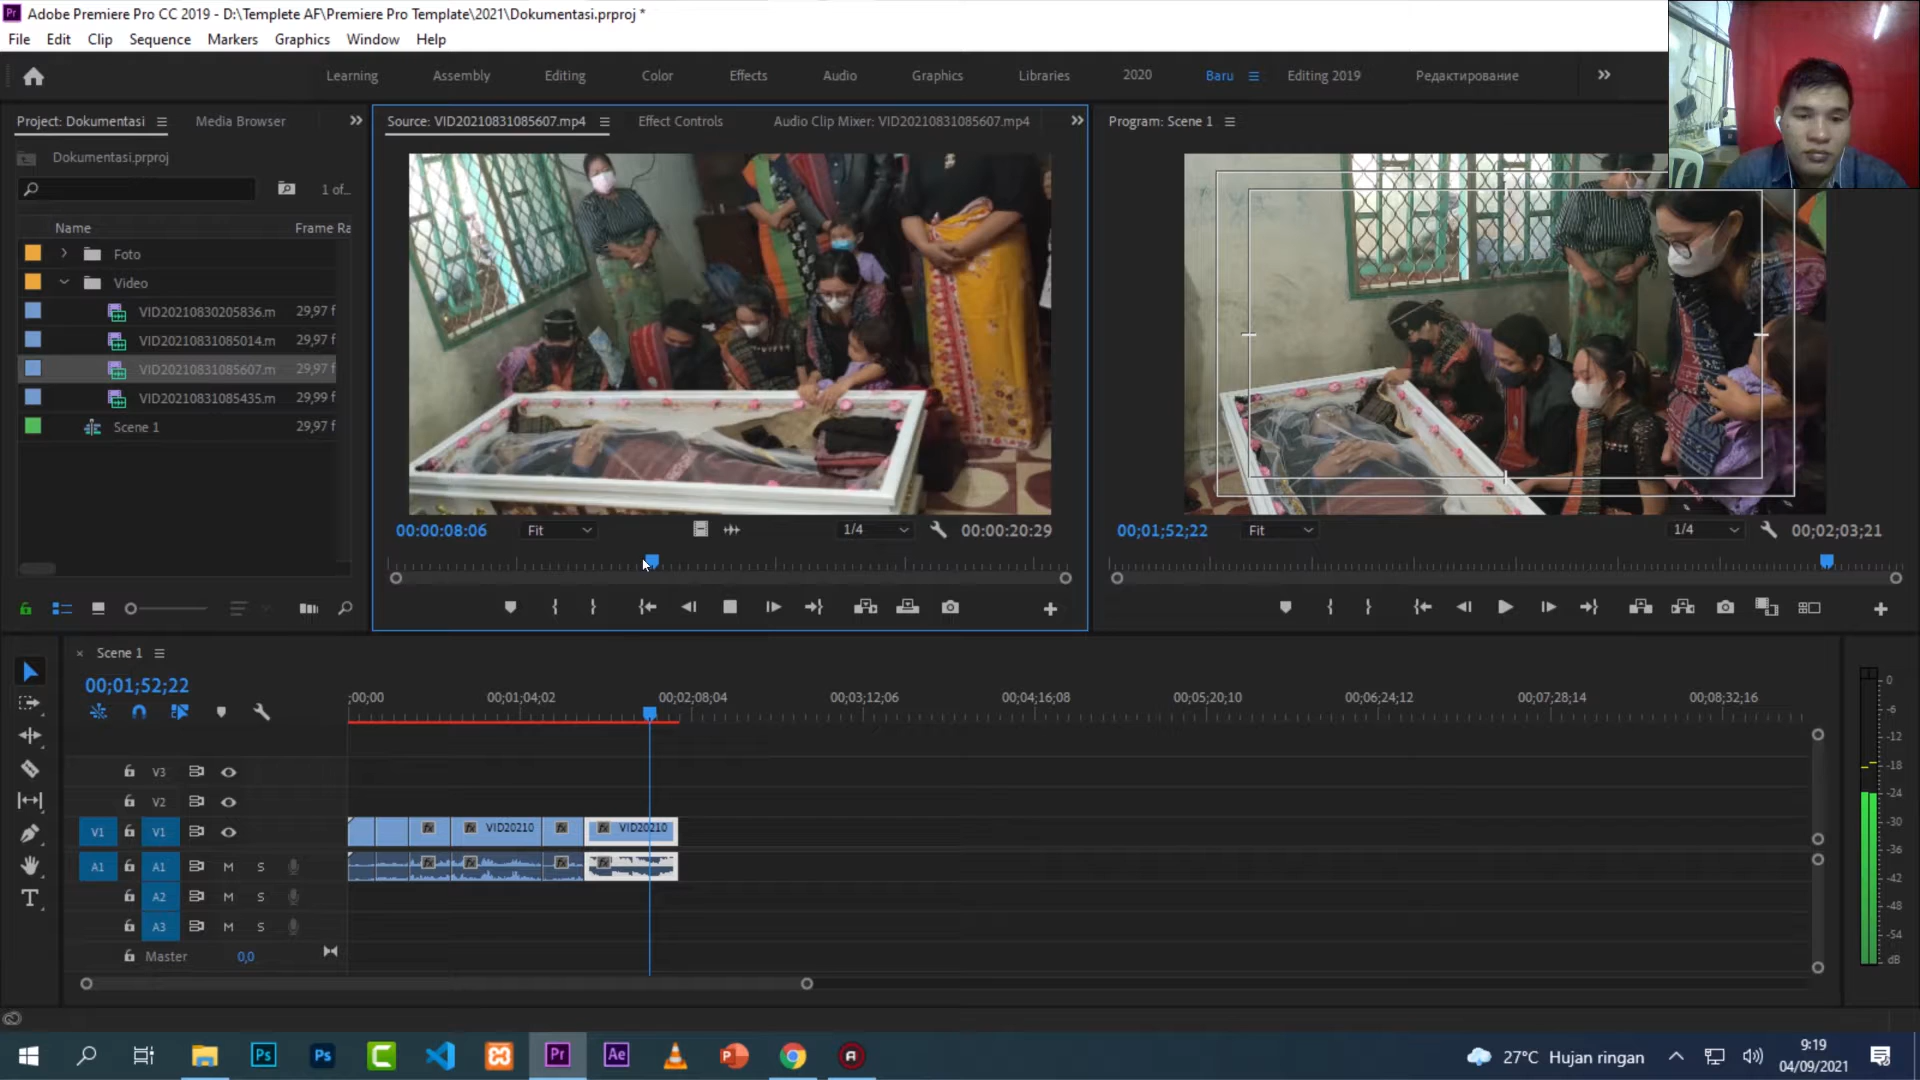 Adobe Premiere Pro CC 2019 - D:\Templete AF\Premiere Pro Template\2021\Dokumentasi.prproj *
File Edit Clip Sequence Markers Graphics Window Help
Learning Assembly Editing Color Effects Audio Graphics Libraries 2020 Baru Editing 2019 Редактирование
Project: Dokumentasi Media Browser
Source: VID20210831085607.mp4 Effect Controls Audio Clip Mixer: VID20210831085607.mp4
Program: Scene 1
Dokumentasi.prproj
1 of...
Name Frame Ra
Foto
Video
VID20210830205836.m 29,97 f
VID20210831085014.m 29,97 f
VID20210831085607.m 29,97 f
VID20210831085435.m 29,99 f
Scene 1 29,97 f
00:00:08:06 Fit 1/4 00:00:20:29
00;01;52;22 Fit 1/4 00;02;03;21
Scene 1
00;01;52;22
;00;00 00;01;04;02 00;02;08;04 00;03;12;06 00;04;16;08 00;05;20;10 00;06;24;12 00;07;28;14 00;08;32;16
V3
V2
V1 V1
VID20210 VID20210
A1 A1 M S
A2 M S
A3 M S
Master 0,0
0
-6
-12
-18
-24
-30
-36
-42
-48
-54
dB
27°C Hujan ringan
9:19
04/09/2021